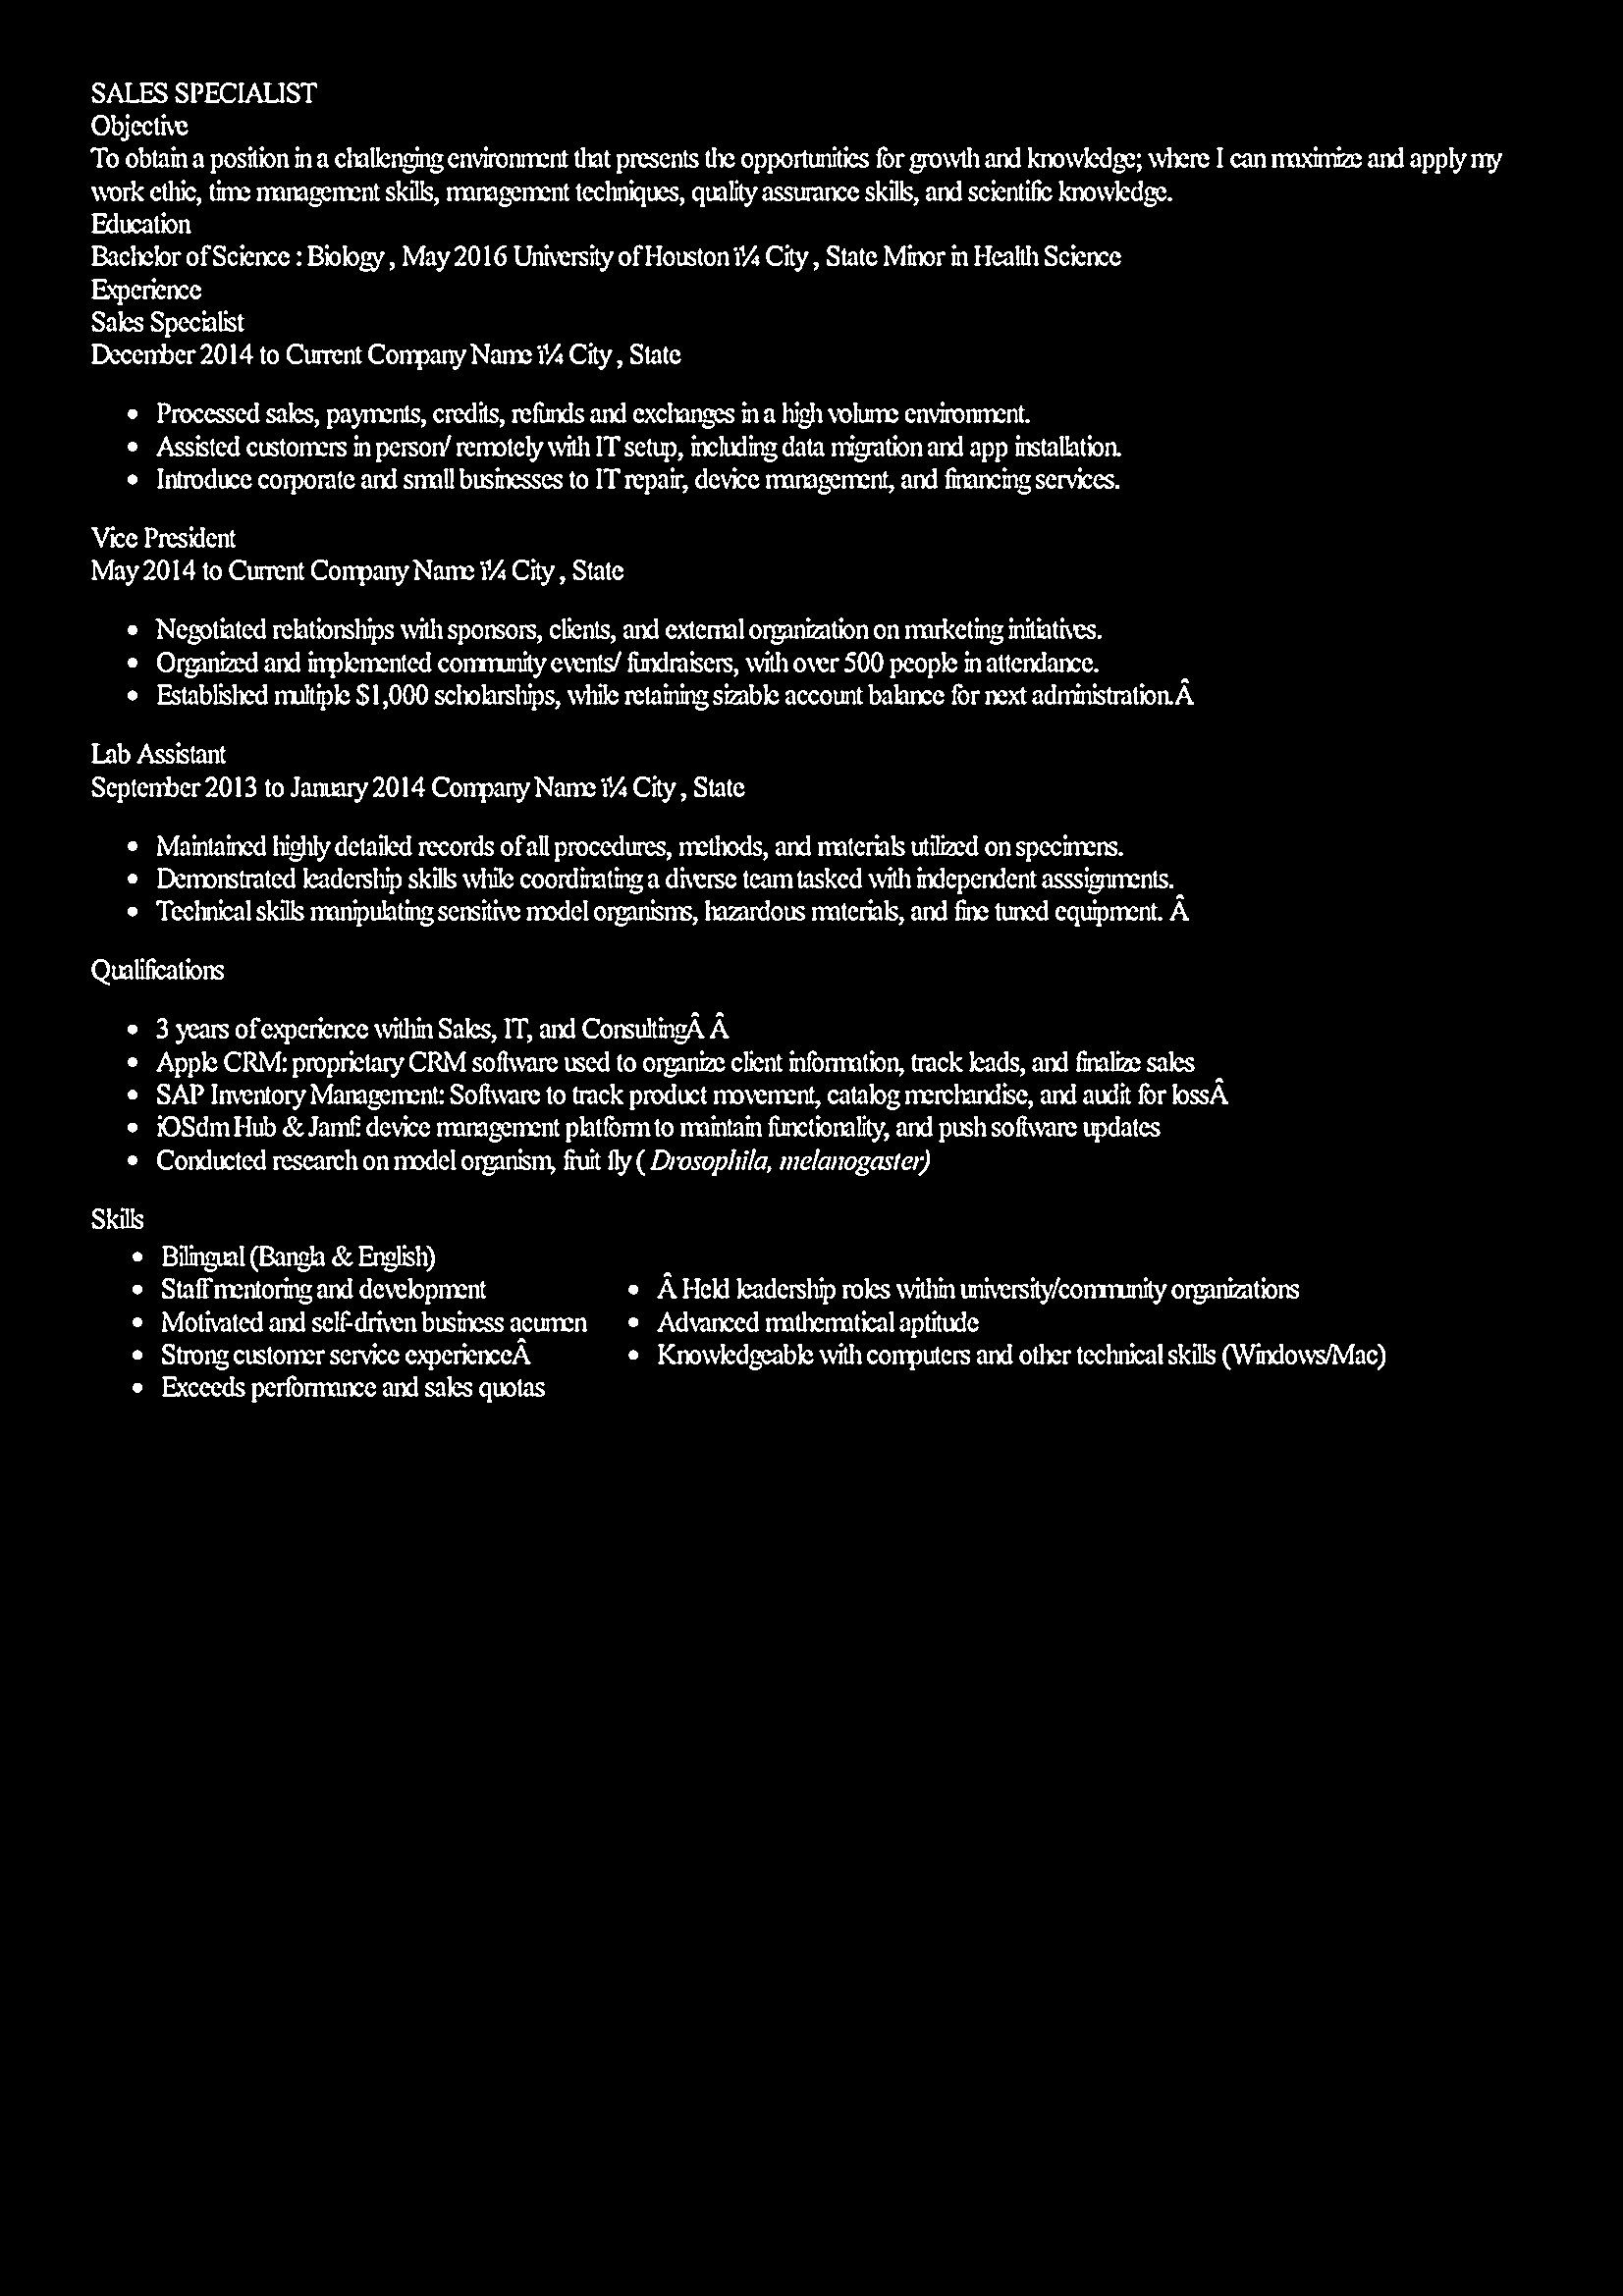 SALES SPECIALIST
Objective
To obtain a position in a challenging environment that presents the opportunities for growth and knowledge; where I can maximize and apply my
work ethic, time management skills, management techniques, quality assurance skills, and scientific knowledge.
Education
Bachelor of Science : Biology , May 2016 University of Houston ï¼ City , State Minor in Health Science
Experience
Sales Specialist
December 2014 to Current Company Name ï¼ City , State
• Processed sales, payments, credits, refunds and exchanges in a high volume environment.
• Assisted customers in person/ remotely with IT setup, including data migration and app installation.
• Introduce corporate and small businesses to IT repair, device management, and financing services.
Vice President
May 2014 to Current Company Name ï¼ City , State
• Negotiated relationships with sponsors, clients, and external organization on marketing initiatives.
• Organized and implemented community events/ fundraisers, with over 500 people in attendance.
• Established multiple $1,000 scholarships, while retaining sizable account balance for next administration.Â
Lab Assistant
September 2013 to January 2014 Company Name ï¼ City , State
• Maintained highly detailed records of all procedures, methods, and materials utilized on specimens.
• Demonstrated leadership skills while coordinating a diverse team tasked with independent asssignments.
• Technical skills manipulating sensitive model organisms, hazardous materials, and fine tuned equipment. Â
Qualifications
• 3 years of experience within Sales, IT, and ConsultingÂ Â
• Apple CRM: proprietary CRM software used to organize client information, track leads, and finalize sales
• SAP Inventory Management: Software to track product movement, catalog merchandise, and audit for lossÂ
• iOSdm Hub & Jamf: device management platform to maintain functionality, and push software updates
• Conducted research on model organism, fruit fly ( Drosophila, melanogaster)
Skills
• Bilingual (Bangla & English)
• Staff mentoring and development
• Motivated and self-driven business acumen
• Strong customer service experienceÂ
• Exceeds performance and sales quotas
• Â Held leadership roles within university/community organizations
• Advanced mathematical aptitude
• Knowledgeable with computers and other technical skills (Windows/Mac)